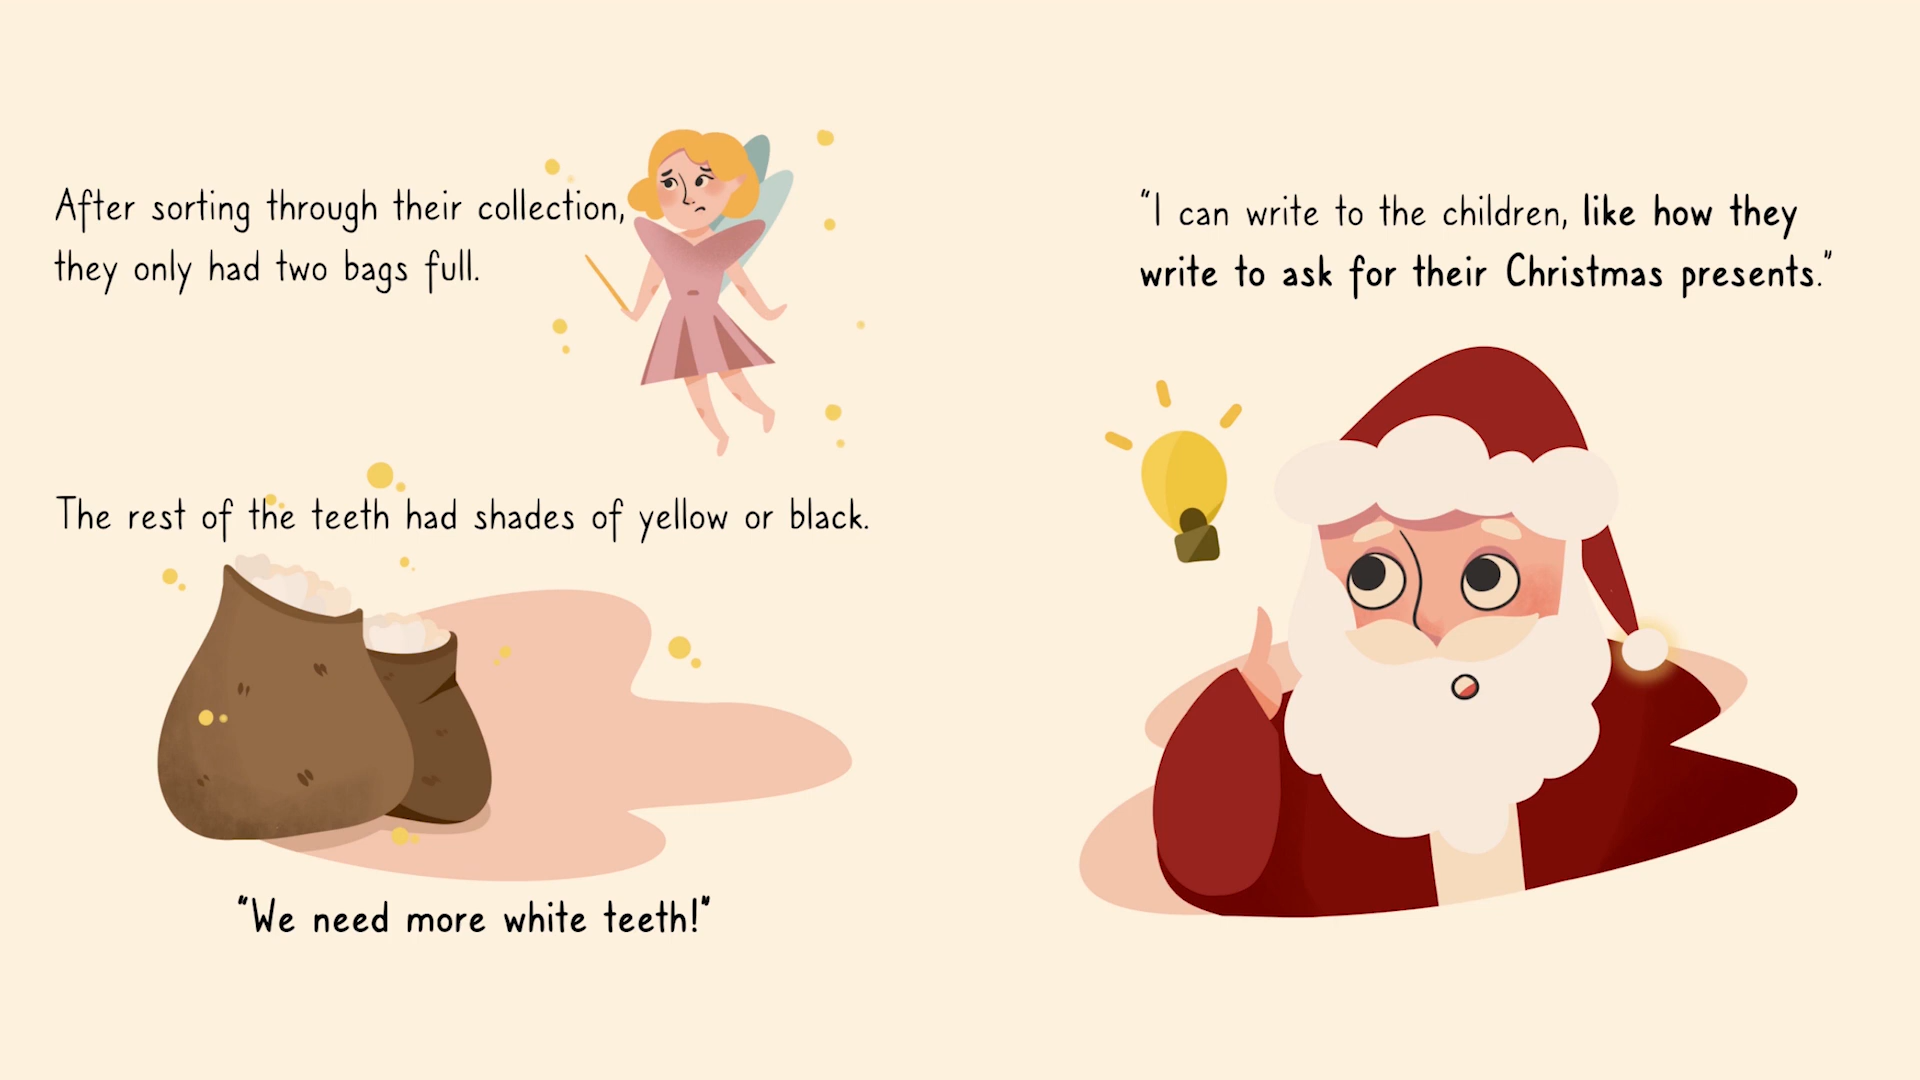 After sorting through their collection,
they only had two bags full.
The rest of the teeth had shades of yellow or black.
"We need more white teeth!"
"I can write to the children, like how they
write to ask for their Christmas presents."